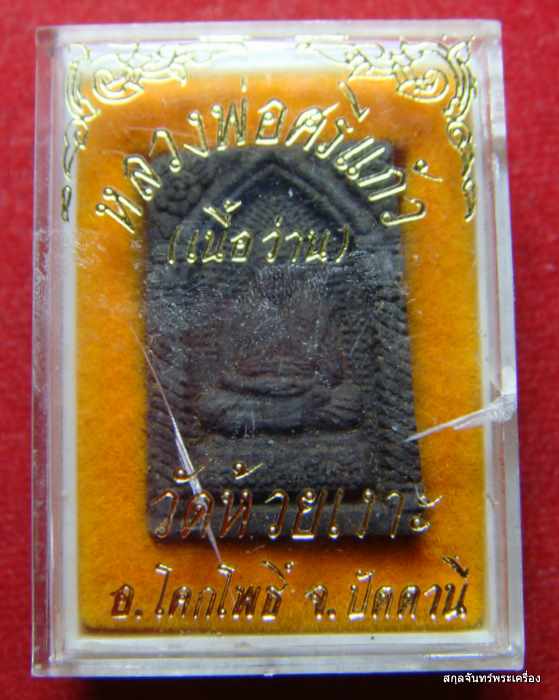 หลวงพ่อศรีแก้ว
(เนื้อว่าน)
วัดห้วยเงาะ
อ.โคกโพธิ์ จ.ปัตตานี
สกุลจันทร์พระเครื่อง